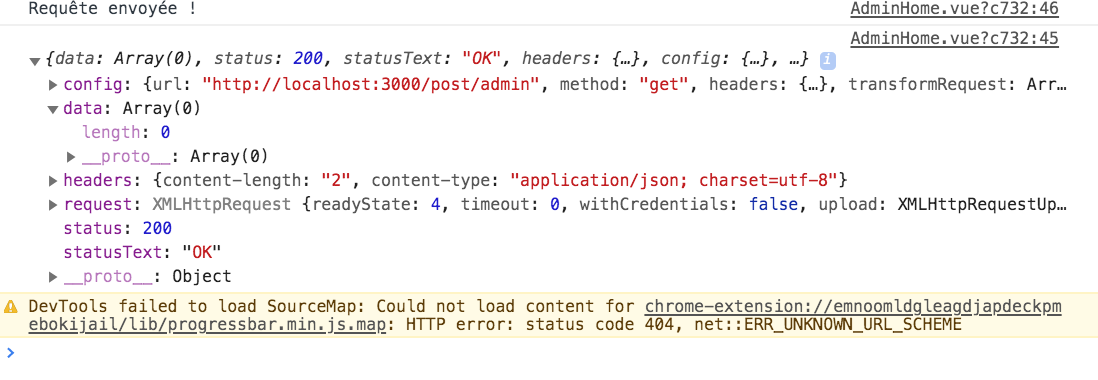 Requête envoyée ! AdminHome.vue?c732:46
AdminHome.vue?c732:45
{data: Array(0), status: 200, statusText: "OK", headers: {…}, config: {…}, …} i
config: {url: "http://localhost:3000/post/admin", method: "get", headers: {…}, transformRequest: Arr…
data: Array(0)
length: 0
__proto__: Array(0)
headers: {content-length: "2", content-type: "application/json; charset=utf-8"}
request: XMLHttpRequest {readyState: 4, timeout: 0, withCredentials: false, upload: XMLHttpRequestUp…
status: 200
statusText: "OK"
__proto__: Object
DevTools failed to load SourceMap: Could not load content for chrome-extension://emnoomldgleagdjapdeckpm
ebokijail/lib/progressbar.min.js.map: HTTP error: status code 404, net::ERR_UNKNOWN_URL_SCHEME